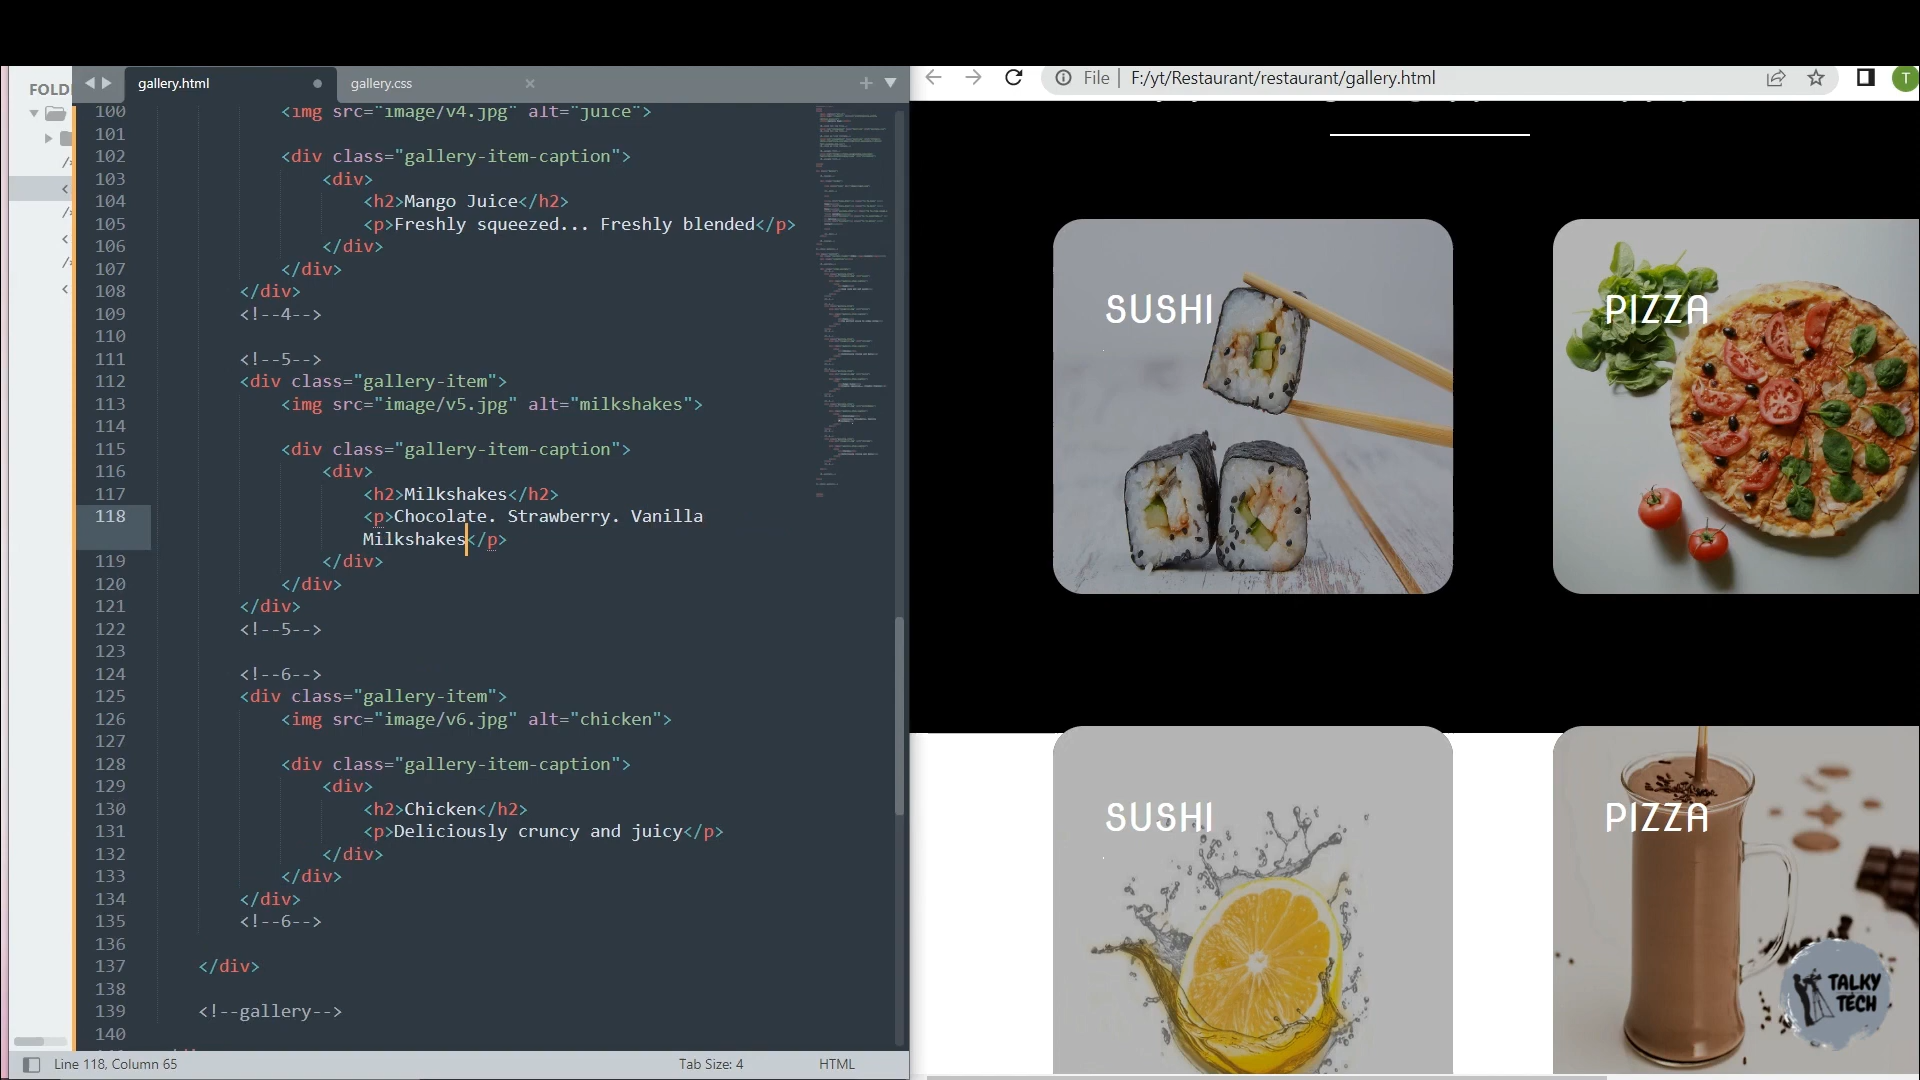 FOLD
gallery.html
gallery.css
100 <img src="image/v4.jpg" alt="juice">
101
102 <div class="gallery-item-caption">
103 <div>
104 <h2>Mango Juice</h2>
105 <p>Freshly squeezed... Freshly blended</p>
106 </div>
107 </div>
108 </div>
109 <!--4-->
110
111 <!--5-->
112 <div class="gallery-item">
113 <img src="image/v5.jpg" alt="milkshakes">
114
115 <div class="gallery-item-caption">
116 <div>
117 <h2>Milkshakes</h2>
118 <p>Chocolate. Strawberry. Vanilla
Milkshakes</p>
119 </div>
120 </div>
121 </div>
122 <!--5-->
123
124 <!--6-->
125 <div class="gallery-item">
126 <img src="image/v6.jpg" alt="chicken">
127
128 <div class="gallery-item-caption">
129 <div>
130 <h2>Chicken</h2>
131 <p>Deliciously cruncy and juicy</p>
132 </div>
133 </div>
134 </div>
135 <!--6-->
136
137 </div>
138
139 <!--gallery-->
140
Line 118, Column 65
Tab Size: 4
HTML
File | F:/yt/Restaurant/restaurant/gallery.html
T
SUSHI
PIZZA
SUSHI
PIZZA
TALKY
TECH